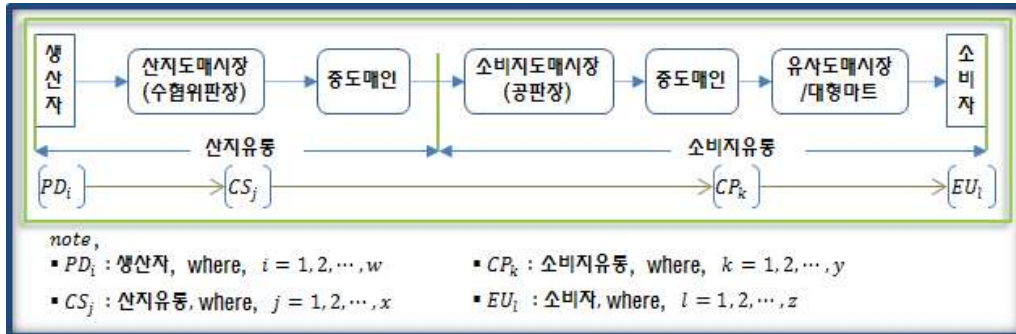 생산자
산지도매시장
(수협위판장)
중도매인
소비지도매시장
(공판장)
중도매인
유사도매시장
/대형마트
소비자
산지유통
소비지유통
[PD_i]
[CS_j]
[CP_k]
[EU_l]
note,
▪ PD_i : 생산자, where, i = 1, 2, ⋯, w
▪ CP_k : 소비지유통, where, k = 1, 2, ⋯, y
▪ CS_j : 산지유통, where, j = 1, 2, ⋯, x
▪ EU_l : 소비자, where, l = 1, 2, ⋯, z